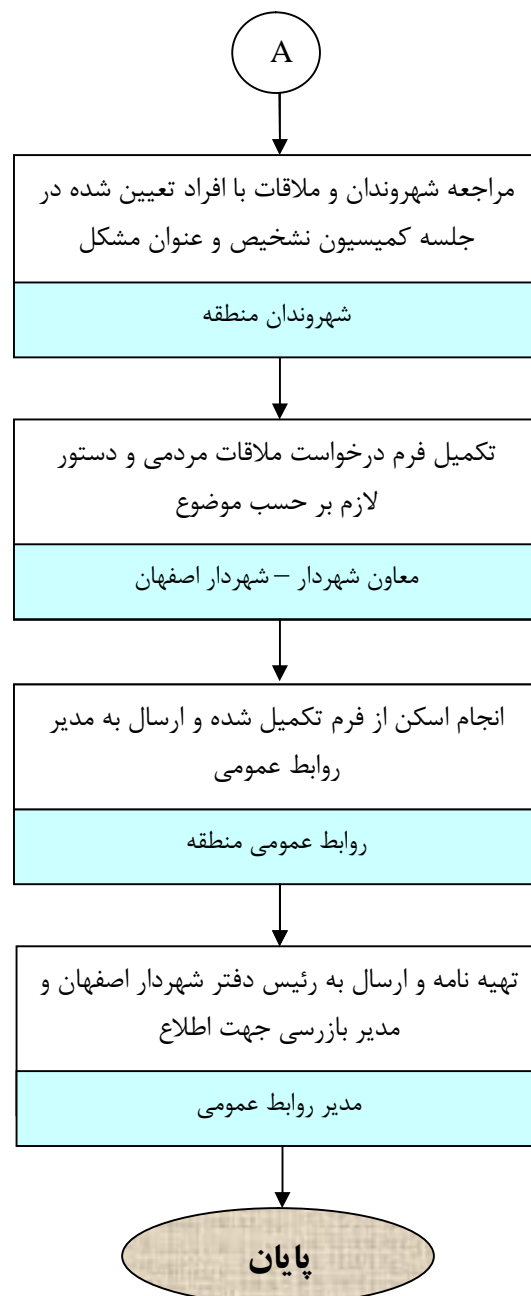 A
مراجعه شهروندان و ملاقات با افراد تعیین شده در
جلسه کمیسیون نشخیص و عنوان مشکل
شهروندان منطقه
تکمیل فرم درخواست ملاقات مردمی و دستور
لازم بر حسب موضوع
معاون شهردار – شهردار اصفهان
انجام اسکن از فرم تکمیل شده و ارسال به مدیر
روابط عمومی
روابط عمومی منطقه
تهیه نامه و ارسال به رئیس دفتر شهردار اصفهان و
مدیر بازرسی جهت اطلاع
مدیر روابط عمومی
پایان